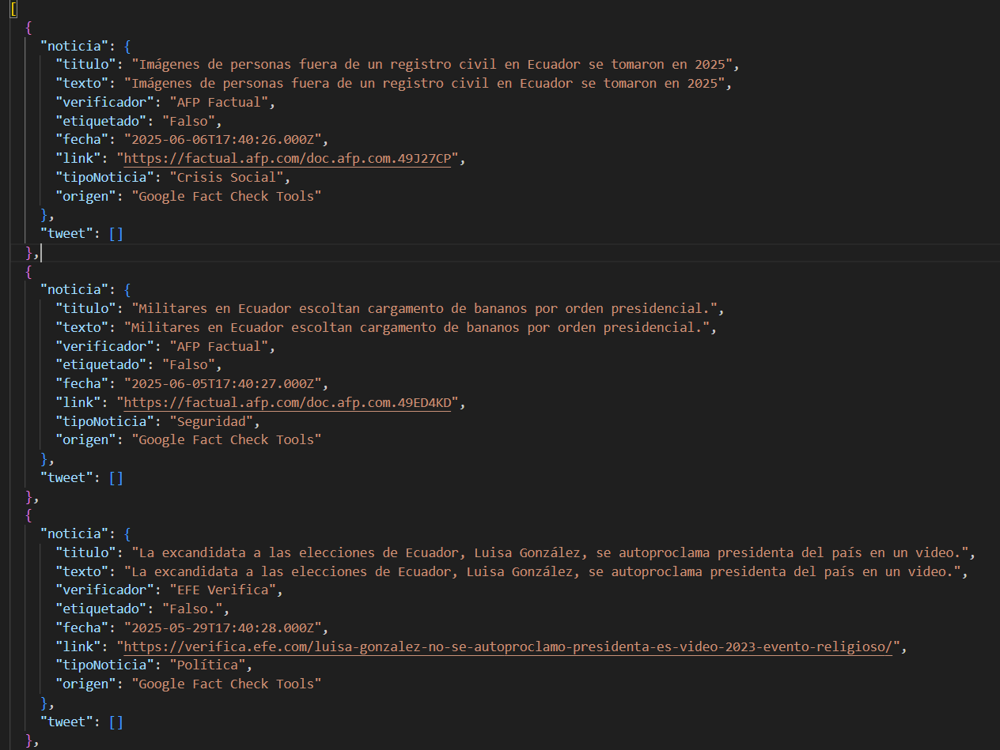 [
{
"noticia": {
"titulo": "Imágenes de personas fuera de un registro civil en Ecuador se tomaron en 2025",
"texto": "Imágenes de personas fuera de un registro civil en Ecuador se tomaron en 2025",
"verificador": "AFP Factual",
"etiquetado": "Falso",
"fecha": "2025-06-06T17:40:26.000Z",
"link": "https://factual.afp.com/doc.afp.com.49J27CP",
"tipoNoticia": "Crisis Social",
"origen": "Google Fact Check Tools"
},
"tweet": []
},
{
"noticia": {
"titulo": "Militares en Ecuador escoltan cargamento de bananos por orden presidencial.",
"texto": "Militares en Ecuador escoltan cargamento de bananos por orden presidencial.",
"verificador": "AFP Factual",
"etiquetado": "Falso",
"fecha": "2025-06-05T17:40:27.000Z",
"link": "https://factual.afp.com/doc.afp.com.49ED4KD",
"tipoNoticia": "Seguridad",
"origen": "Google Fact Check Tools"
},
"tweet": []
},
{
"noticia": {
"titulo": "La excandidata a las elecciones de Ecuador, Luisa González, se autoproclama presidenta del país en un video.",
"texto": "La excandidata a las elecciones de Ecuador, Luisa González, se autoproclama presidenta del país en un video.",
"verificador": "EFE Verifica",
"etiquetado": "Falso.",
"fecha": "2025-05-29T17:40:28.000Z",
"link": "https://verifica.efe.com/luisa-gonzalez-no-se-autoproclamo-presidenta-es-video-2023-evento-religioso/",
"tipoNoticia": "Política",
"origen": "Google Fact Check Tools"
},
"tweet": []
},